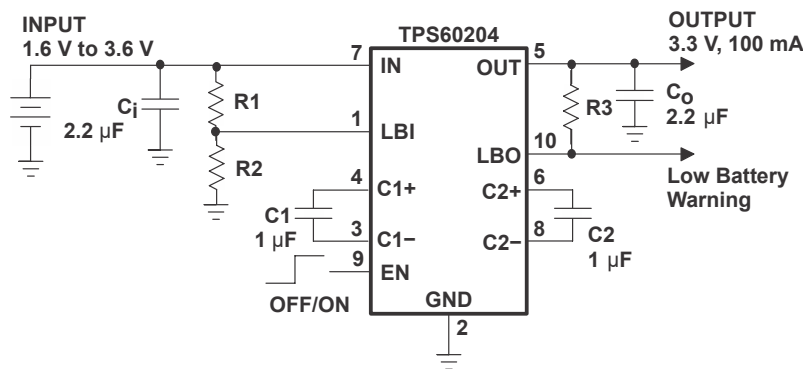 INPUT
1.6 V to 3.6 V
TPS60204
OUTPUT
3.3 V, 100 mA
7
IN
OUT
5
Ci
2.2 µF
R1
R3
Co
2.2 µF
1
LBI
R2
LBO
10
Low Battery
Warning
4
C1+
C2+
6
C1
1 µF
C2
1 µF
3
C1−
C2−
8
9
EN
OFF/ON
GND
2